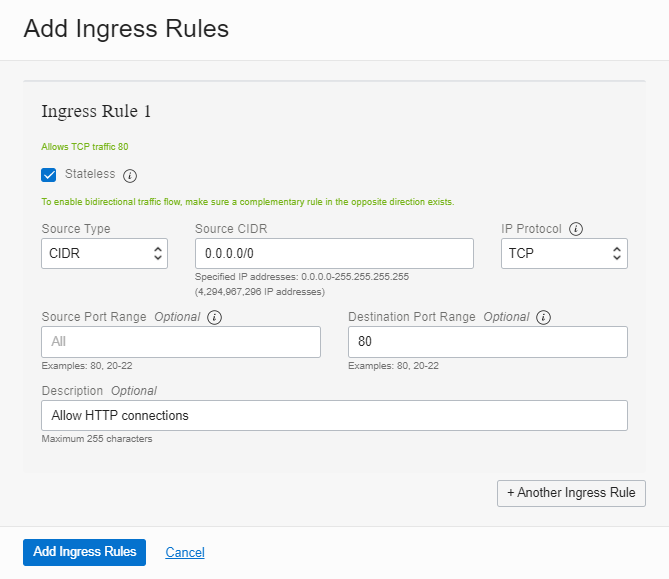 Add Ingress Rules
Ingress Rule 1
Allows TCP traffic 80
Stateless i
To enable bidirectional traffic flow, make sure a complementary rule in the opposite direction exists.
Source Type
CIDR
Source CIDR
0.0.0.0/0
Specified IP addresses: 0.0.0.0-255.255.255.255
(4,294,967,296 IP addresses)
IP Protocol i
TCP
Source Port Range Optional i
All
Examples: 80, 20-22
Destination Port Range Optional i
80
Examples: 80, 20-22
Description Optional
Allow HTTP connections
Maximum 255 characters
+ Another Ingress Rule
Add Ingress Rules
Cancel